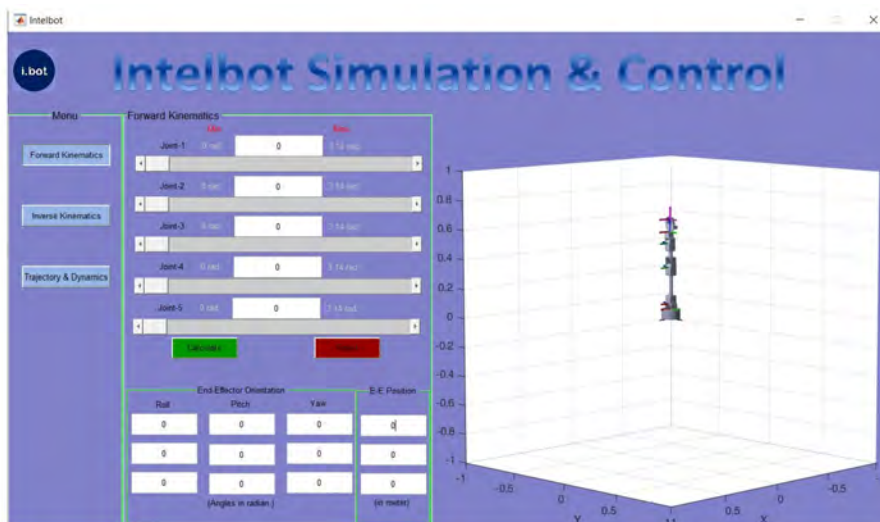 Intelbot
i.bot
Intelbot Simulation & Control
Menu
Forward Kinematics
Inverse Kinematics
Trajectory & Dynamics
Forward Kinematics
Joint-1 0 rad. 0 3.14 rad.
Joint-2 0 rad. 0 3.14 rad.
Joint-3 0 rad. 0 3.14 rad.
Joint-4 0 rad. 0 3.14 rad.
Joint-5 0 rad. 0 3.14 rad.
End-Effector Orientation
Roll Pitch Yaw
0 0 0
0 0 0
0 0 0
(Angles in radian.)
E-E Position
0
0
0
(in meter)
1
0.8
0.6
0.4
0.2
0
-0.2
-0.4
-0.6
-0.8
-1
-1 -0.5 0 0.5 0.5 0 -0.5 -1
Y X